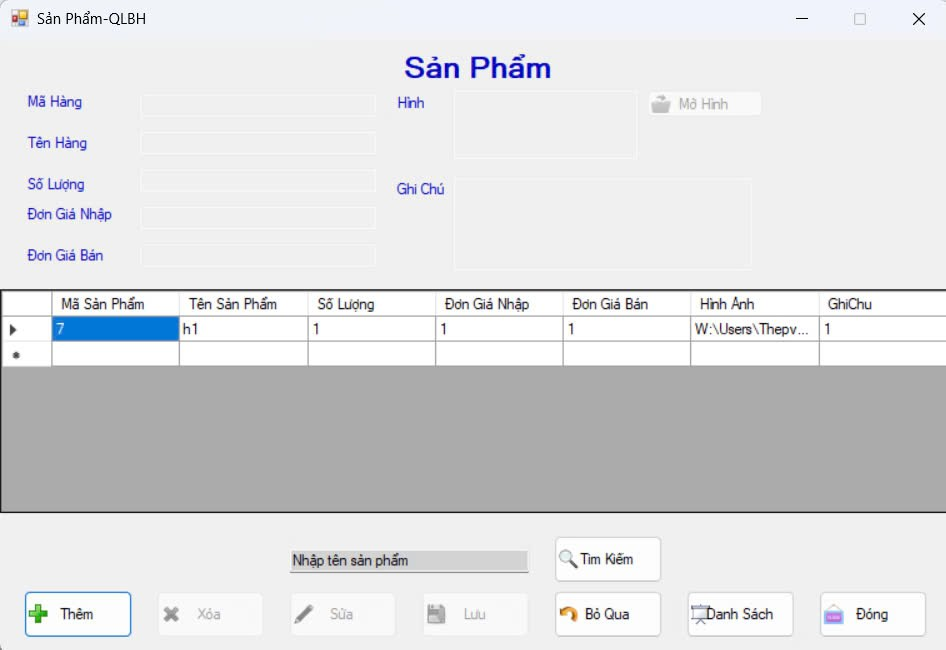 Sản Phẩm-QLBH
Sản Phẩm
Mã Hàng
Hình
Mở Hình
Tên Hàng
Số Lượng
Ghi Chú
Đơn Giá Nhập
Đơn Giá Bán
Mã Sản Phẩm Tên Sản Phẩm Số Lượng Đơn Giá Nhập Đơn Giá Bán Hình Ảnh GhiChu
7 h1 1 1 1 W:\Users\Thepv... 1
Nhập tên sản phẩm Tìm Kiếm
Thêm Xóa Sửa Lưu Bỏ Qua Danh Sách Đóng